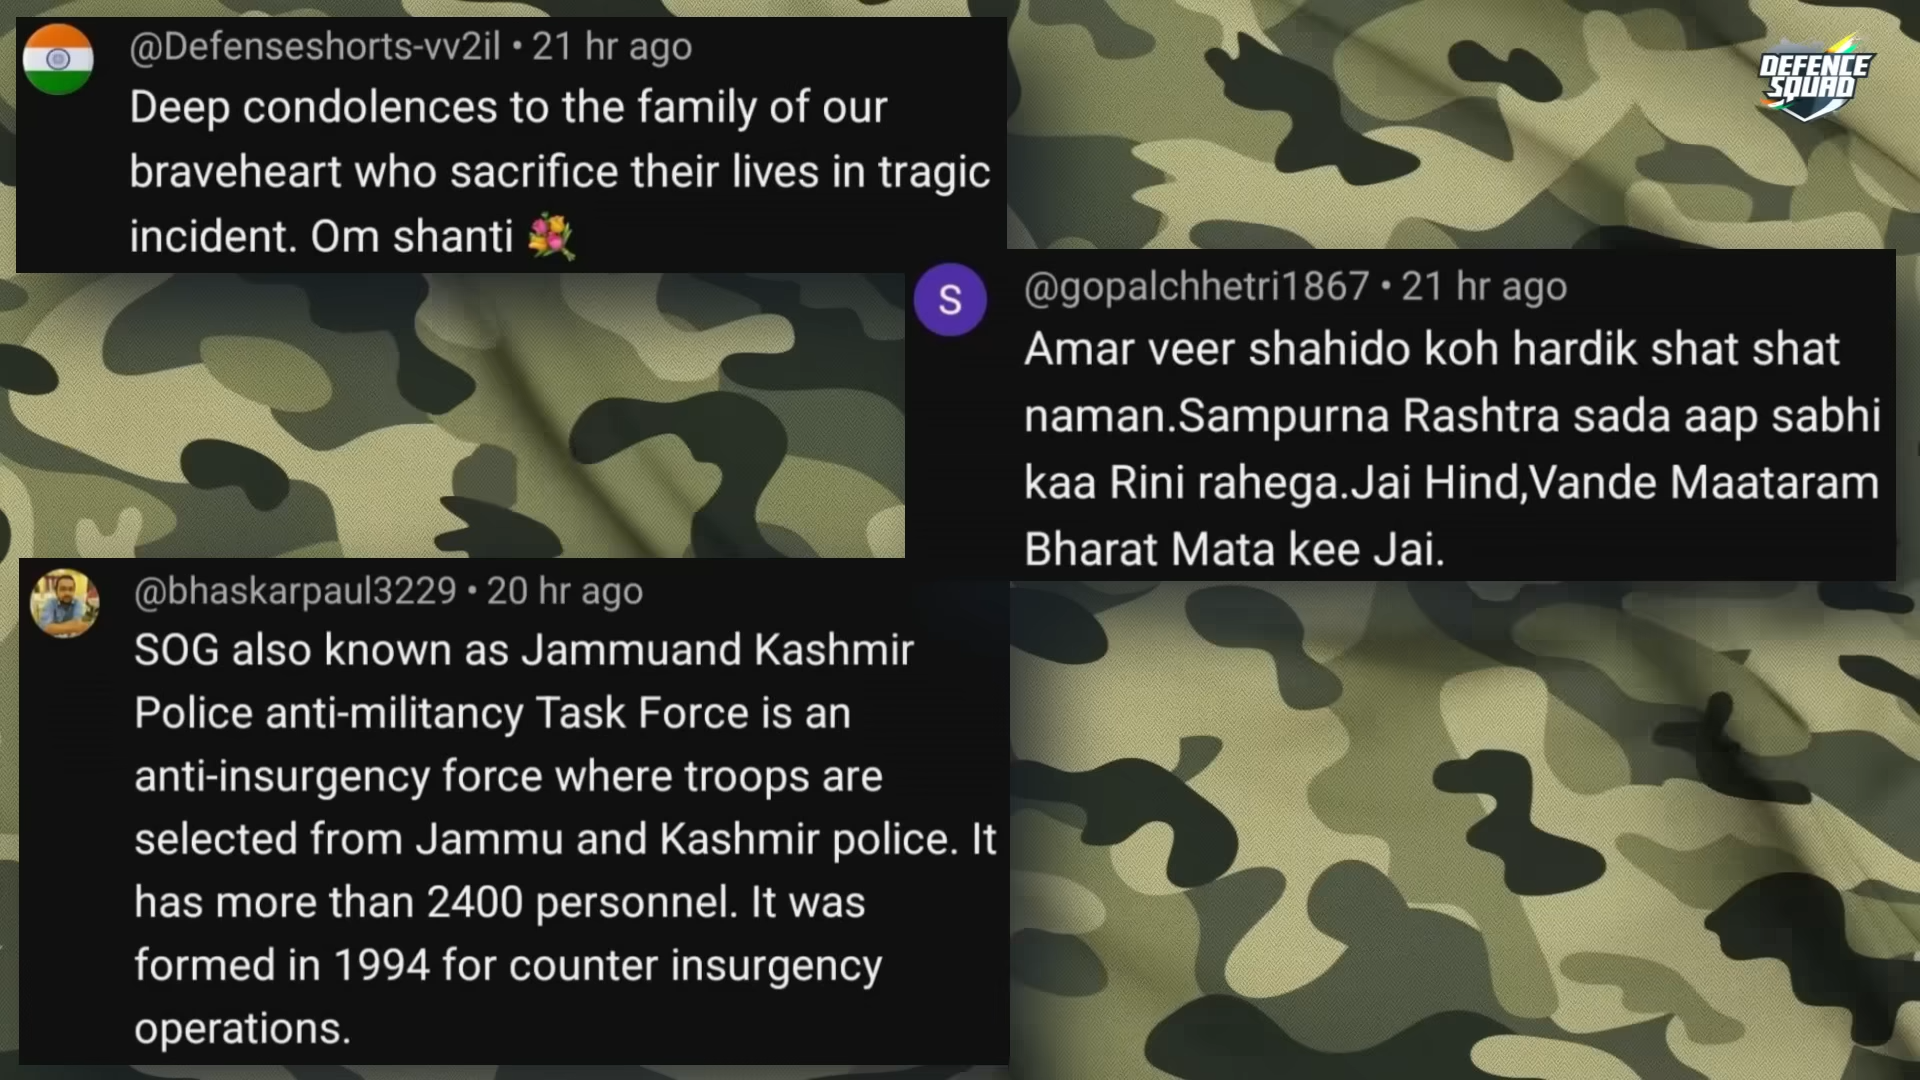 @Defenseshorts-vv2il • 21 hr ago
Deep condolences to the family of our
braveheart who sacrifice their lives in tragic
incident. Om shanti 💐
DEFENCE
SQUAD
S
@gopalchhetri1867 • 21 hr ago
Amar veer shahido koh hardik shat shat
naman.Sampurna Rashtra sada aap sabhi
kaa Rini rahega.Jai Hind,Vande Maataram
Bharat Mata kee Jai.
@bhaskarpaul3229 • 20 hr ago
SOG also known as Jammuand Kashmir
Police anti-militancy Task Force is an
anti-insurgency force where troops are
selected from Jammu and Kashmir police. It
has more than 2400 personnel. It was
formed in 1994 for counter insurgency
operations.